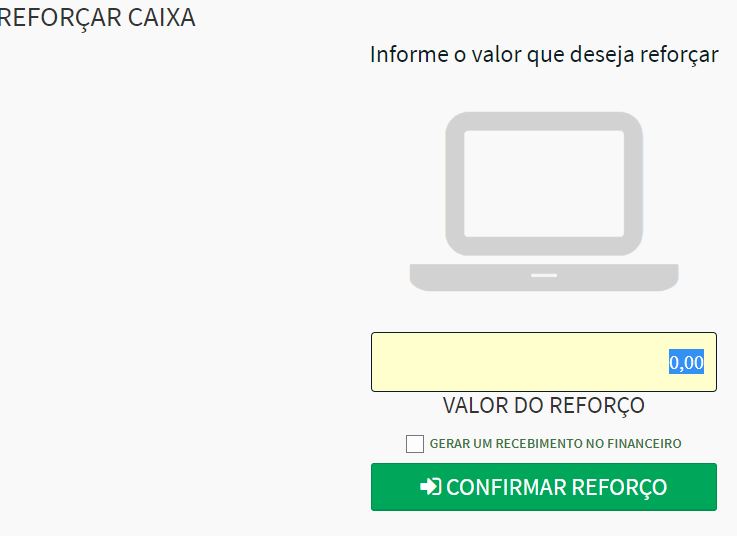 REFORÇAR CAIXA
Informe o valor que deseja reforçar
0,00
VALOR DO REFORÇO
GERAR UM RECEBIMENTO NO FINANCEIRO
CONFIRMAR REFORÇO